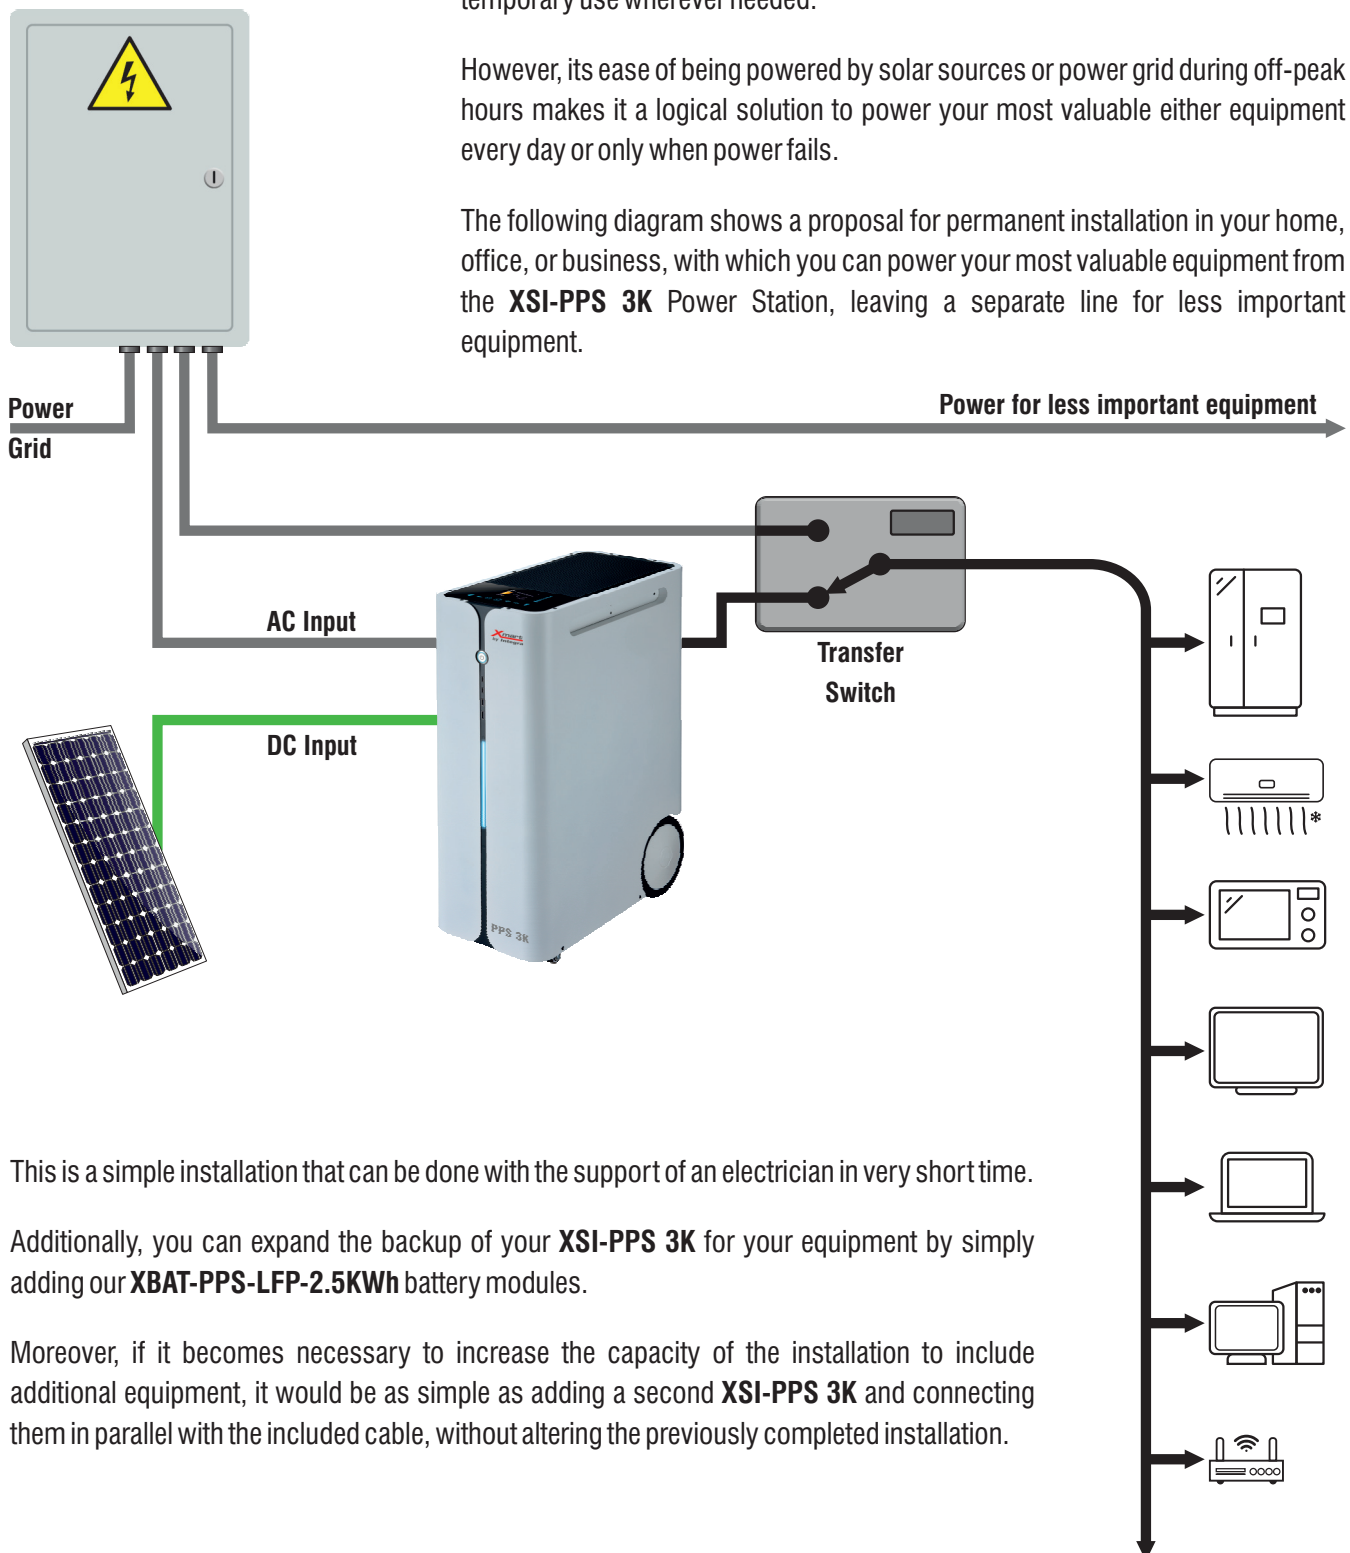 temporary use wherever needed.
However, its ease of being powered by solar sources or power grid during off-peak
hours makes it a logical solution to power your most valuable either equipment
every day or only when power fails.
The following diagram shows a proposal for permanent installation in your home,
office, or business, with which you can power your most valuable equipment from
the XSI-PPS 3K Power Station, leaving a separate line for less important
equipment.
Power
Grid
Power for less important equipment
AC Input
Xmart
by Integra
Transfer
Switch
DC Input
PPS 3K
This is a simple installation that can be done with the support of an electrician in very short time.
Additionally, you can expand the backup of your XSI-PPS 3K for your equipment by simply
adding our XBAT-PPS-LFP-2.5KWh battery modules.
Moreover, if it becomes necessary to increase the capacity of the installation to include
additional equipment, it would be as simple as adding a second XSI-PPS 3K and connecting
them in parallel with the included cable, without altering the previously completed installation.